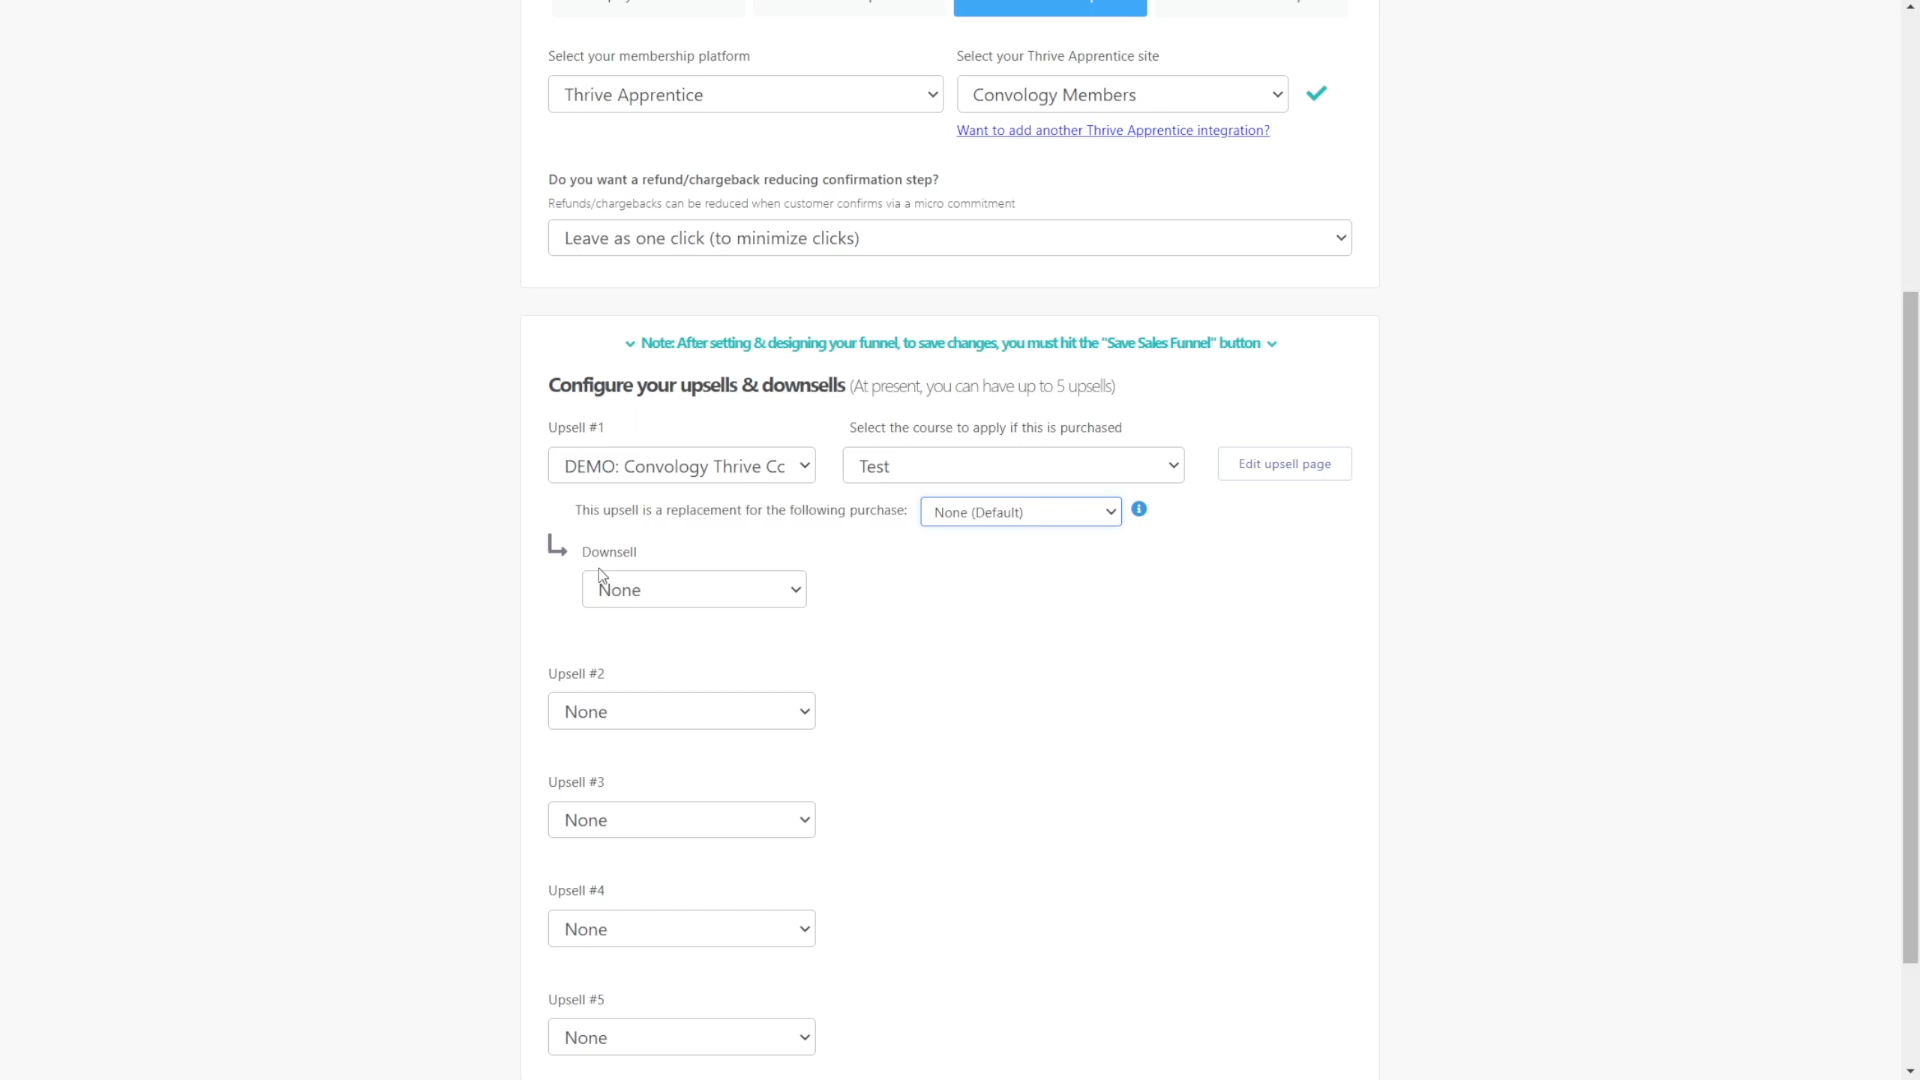 Select your membership platform
Select your Thrive Apprentice site
Thrive Apprentice
Convology Members
Want to add another Thrive Apprentice integration?
Do you want a refund/chargeback reducing confirmation step?
Refunds/chargebacks can be reduced when customer confirms via a micro commitment
Leave as one click (to minimize clicks)
Note: After setting & designing your funnel, to save changes, you must hit the "Save Sales Funnel" button
Configure your upsells & downsells (At present, you can have up to 5 upsells)
Upsell #1
Select the course to apply if this is purchased
DEMO: Convology Thrive Cc
Test
Edit upsell page
This upsell is a replacement for the following purchase:
None (Default)
Downsell
None
Upsell #2
None
Upsell #3
None
Upsell #4
None
Upsell #5
None